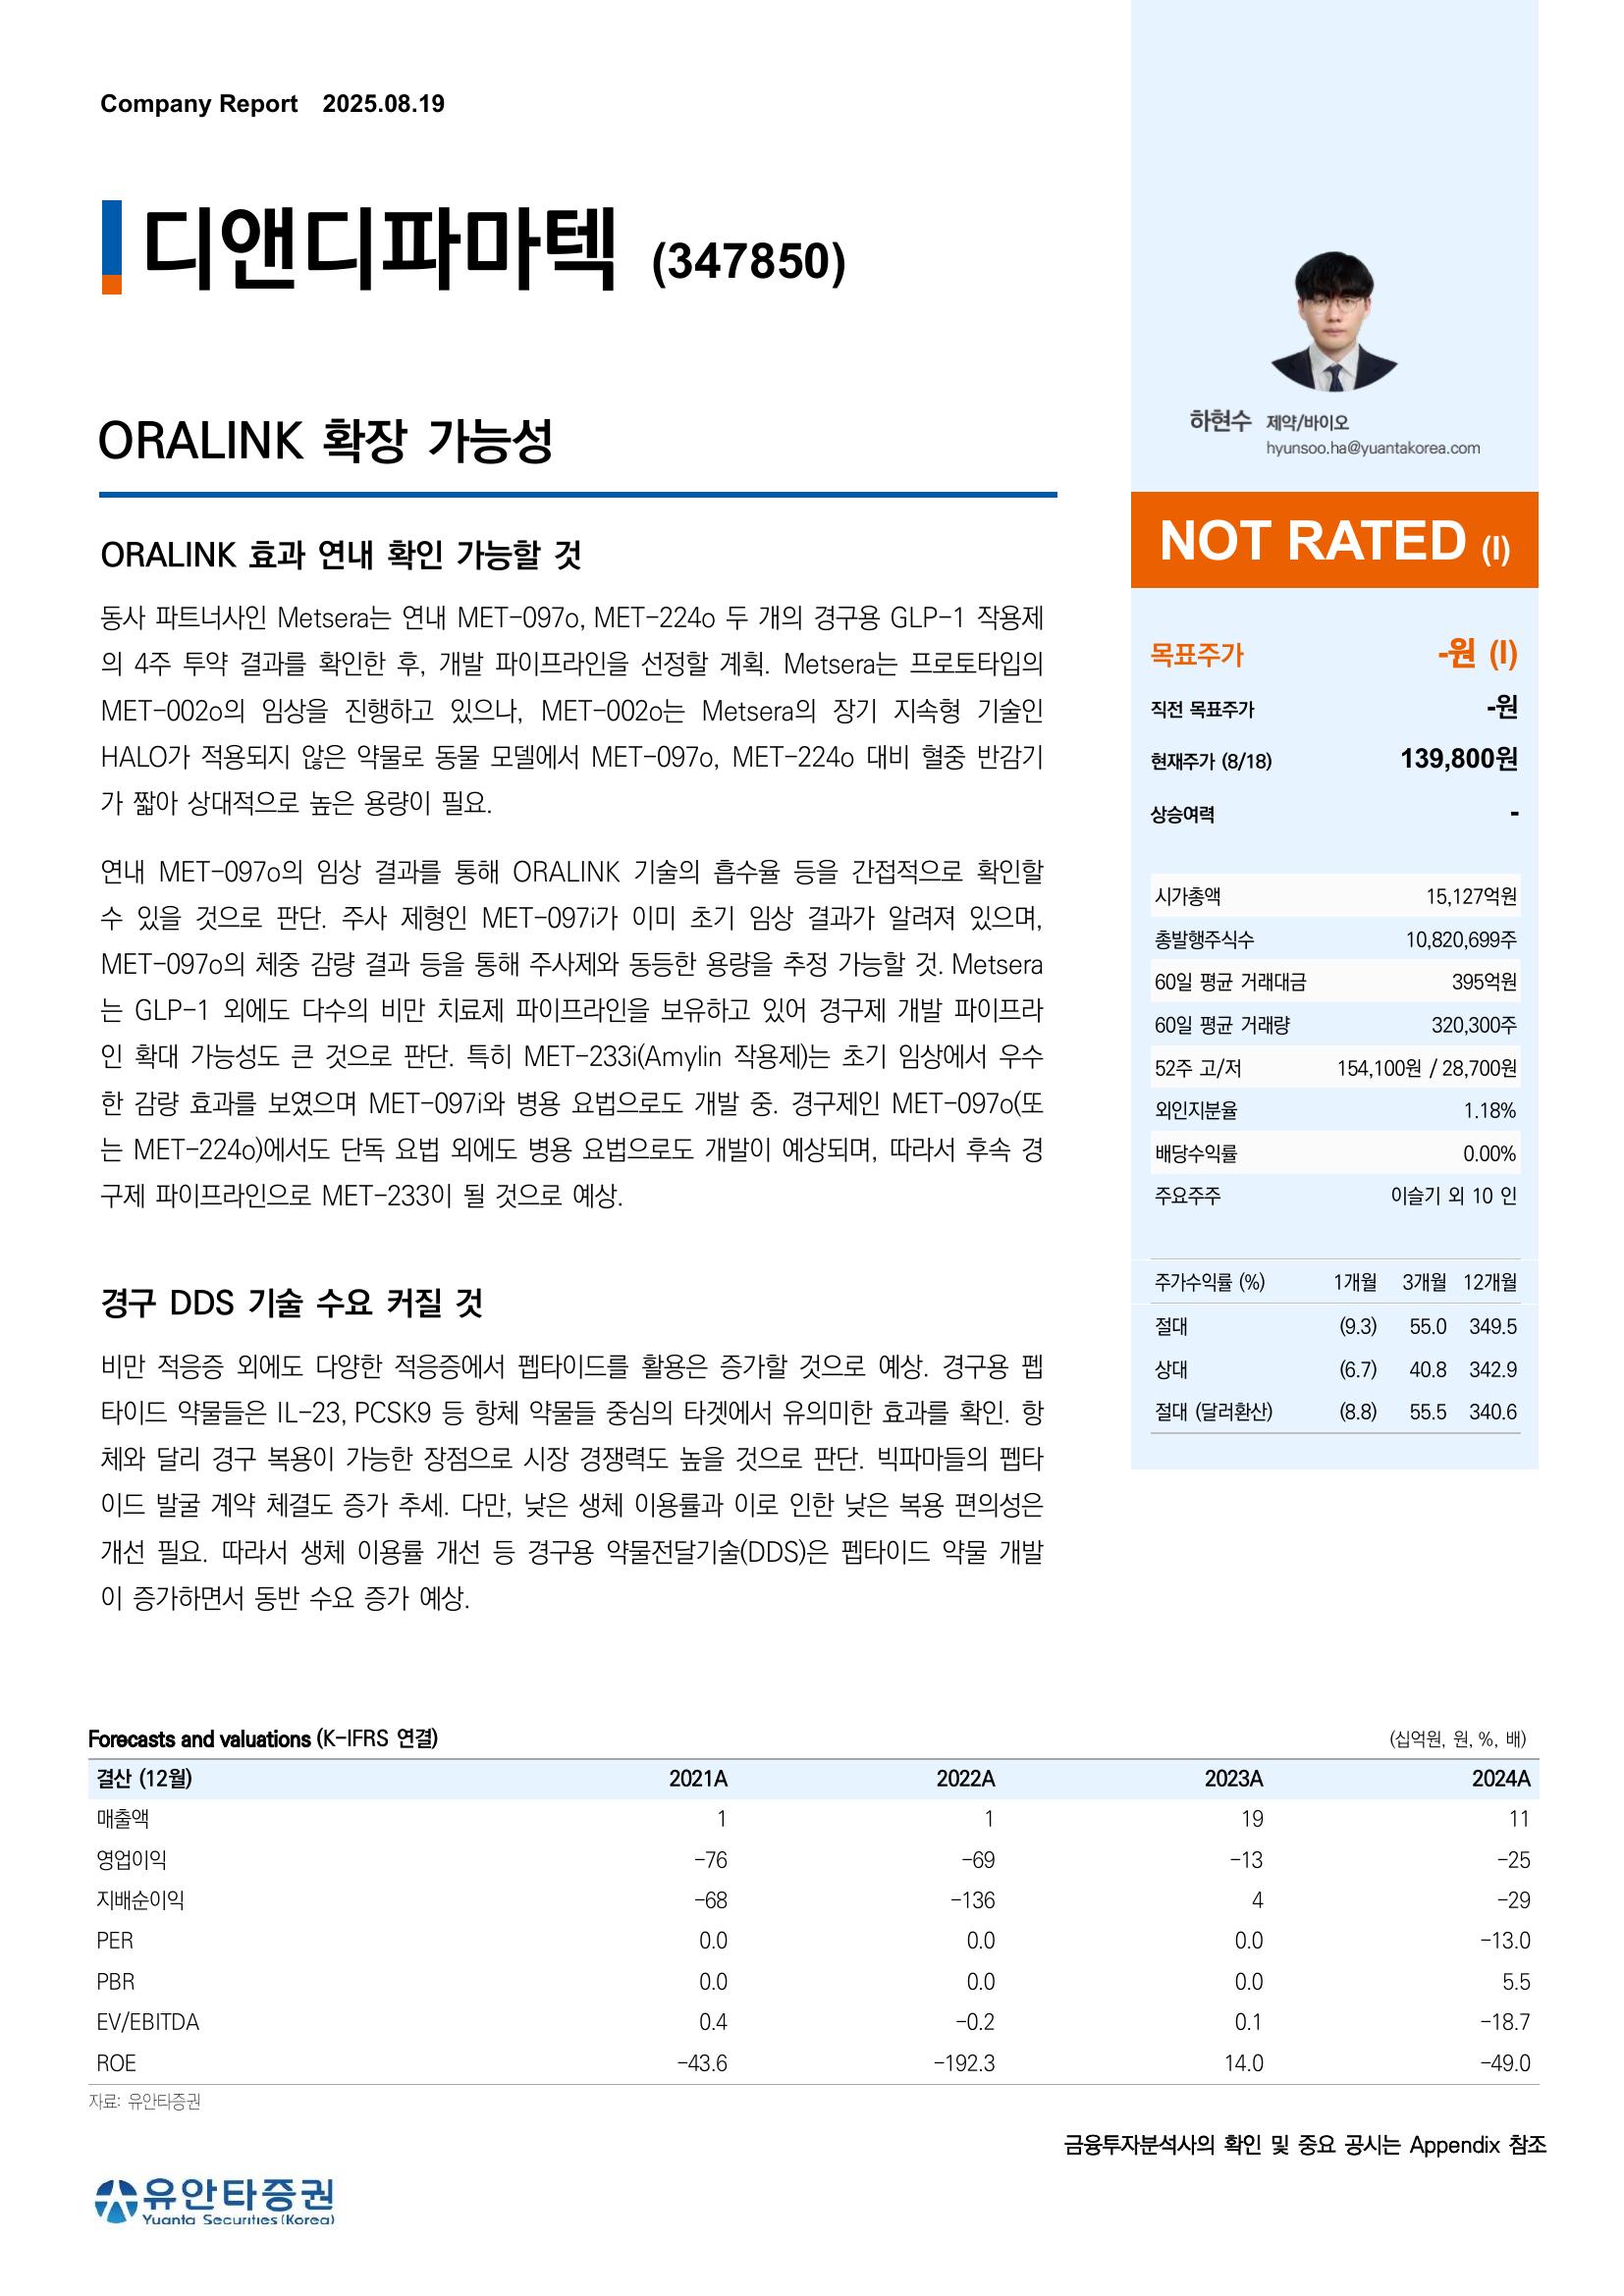 Company Report 2025.08.19
디앤디파마텍 (347850)
ORALINK 확장 가능성
ORALINK 효과 연내 확인 가능할 것
동사 파트너사인 Metsera는 연내 MET-097o, MET-224o 두 개의 경구용 GLP-1 작용제
의 4주 투약 결과를 확인한 후, 개발 파이프라인을 선정할 계획. Metsera는 프로토타입의
MET-002o의 임상을 진행하고 있으나, MET-002o는 Metsera의 장기 지속형 기술인
HALO가 적용되지 않은 약물로 동물 모델에서 MET-097o, MET-224o 대비 혈중 반감기
가 짧아 상대적으로 높은 용량이 필요.
연내 MET-097o의 임상 결과를 통해 ORALINK 기술의 흡수율 등을 간접적으로 확인할
수 있을 것으로 판단. 주사 제형인 MET-097i가 이미 초기 임상 결과가 알려져 있으며,
MET-097o의 체중 감량 결과 등을 통해 주사제와 동등한 용량을 추정 가능할 것. Metsera
는 GLP-1 외에도 다수의 비만 치료제 파이프라인을 보유하고 있어 경구제 개발 파이프라
인 확대 가능성도 큰 것으로 판단. 특히 MET-233i(Amylin 작용제)는 초기 임상에서 우수
한 감량 효과를 보였으며 MET-097i와 병용 요법으로도 개발 중. 경구제인 MET-097o(또
는 MET-224o)에서도 단독 요법 외에도 병용 요법으로도 개발이 예상되며, 따라서 후속 경
구제 파이프라인으로 MET-233이 될 것으로 예상.
경구 DDS 기술 수요 커질 것
비만 적응증 외에도 다양한 적응증에서 펩타이드를 활용은 증가할 것으로 예상. 경구용 펩
타이드 약물들은 IL-23, PCSK9 등 항체 약물들 중심의 타겟에서 유의미한 효과를 확인. 항
체와 달리 경구 복용이 가능한 장점으로 시장 경쟁력도 높을 것으로 판단. 빅파마들의 펩타
이드 발굴 계약 체결도 증가 추세. 다만, 낮은 생체 이용률과 이로 인한 낮은 복용 편의성은
개선 필요. 따라서 생체 이용률 개선 등 경구용 약물전달기술(DDS)은 펩타이드 약물 개발
이 증가하면서 동반 수요 증가 예상.
하현수 제약/바이오
hyunsoo.ha@yuantakorea.com
NOT RATED (I)
목표주가 -원 (I)
직전 목표주가 -원
현재주가 (8/18) 139,800원
상승여력 -
시가총액 15,127억원
총발행주식수 10,820,699주
60일 평균 거래대금 395억원
60일 평균 거래량 320,300주
52주 고/저 154,100원 / 28,700원
외인지분율 1.18%
배당수익률 0.00%
주요주주 이슬기 외 10 인
주가수익률 (%) 1개월 3개월 12개월
절대 (9.3) 55.0 349.5
상대 (6.7) 40.8 342.9
절대 (달러환산) (8.8) 55.5 340.6
Forecasts and valuations (K-IFRS 연결) (십억원, 원, %, 배)
결산 (12월) 2021A 2022A 2023A 2024A
매출액 1 1 19 11
영업이익 -76 -69 -13 -25
지배순이익 -68 -136 4 -29
PER 0.0 0.0 0.0 -13.0
PBR 0.0 0.0 0.0 5.5
EV/EBITDA 0.4 -0.2 0.1 -18.7
ROE -43.6 -192.3 14.0 -49.0
자료: 유안타증권
금융투자분석사의 확인 및 중요 공시는 Appendix 참조
유안타증권
Yuanta Securities (Korea)